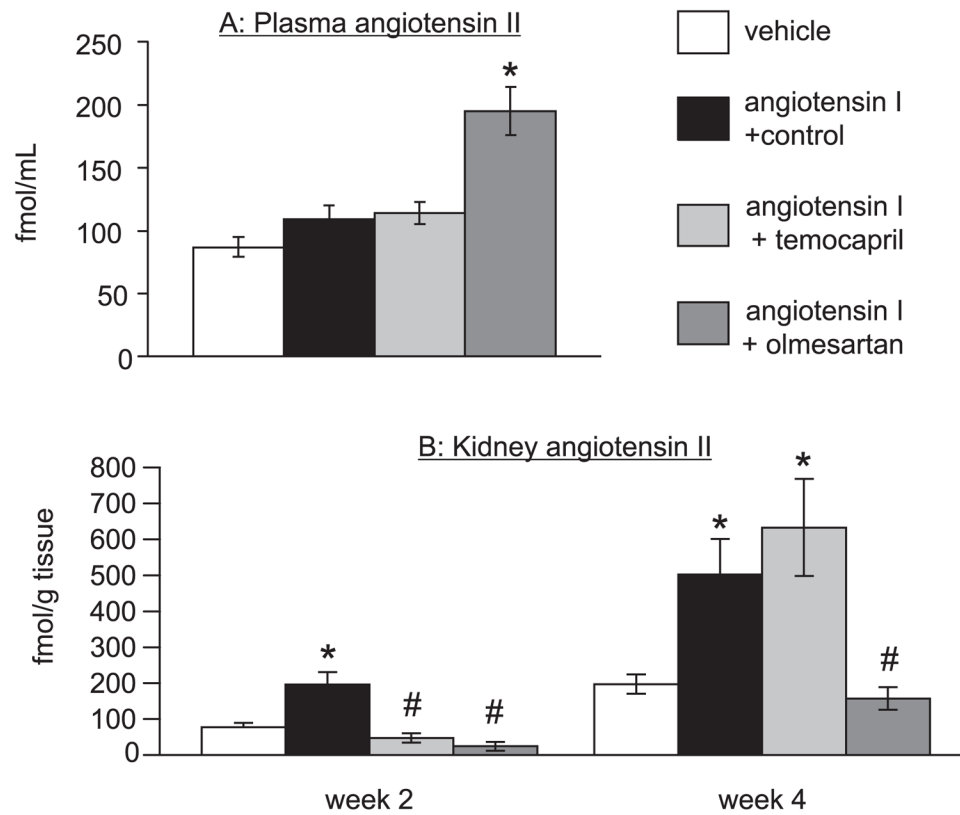 A: Plasma angiotensin II
250
200
150
100
50
0
fmol/mL
*
vehicle
angiotensin I
+control
angiotensin I
+ temocapril
angiotensin I
+ olmesartan
B: Kidney angiotensin II
800
700
600
500
400
300
200
100
0
fmol/g tissue
*
#
#
*
*
#
week 2
week 4